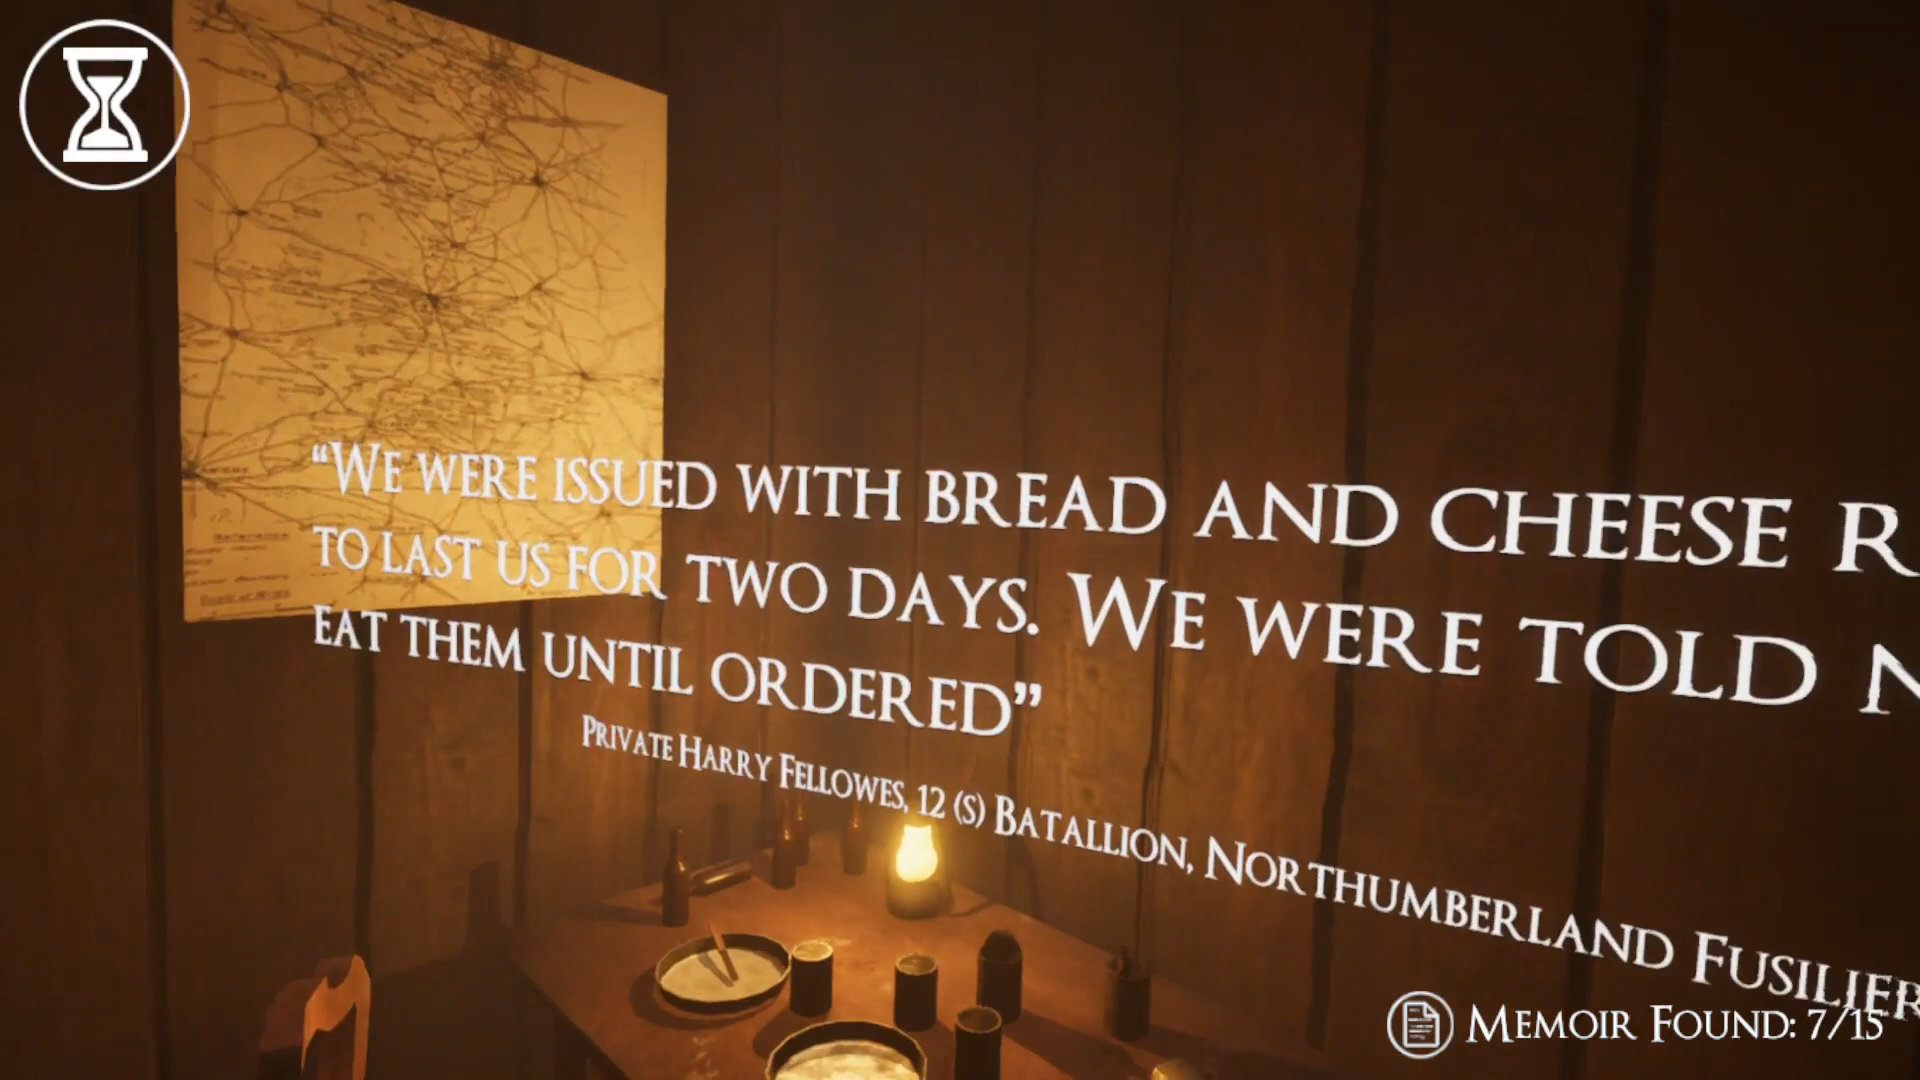 “We were issued with bread and cheese r
to last us for two days. We were told n
eat them until ordered”
Private Harry Fellowes, 12 (s) Batallion, Northumberland Fusilier
Memoir Found: 7/15